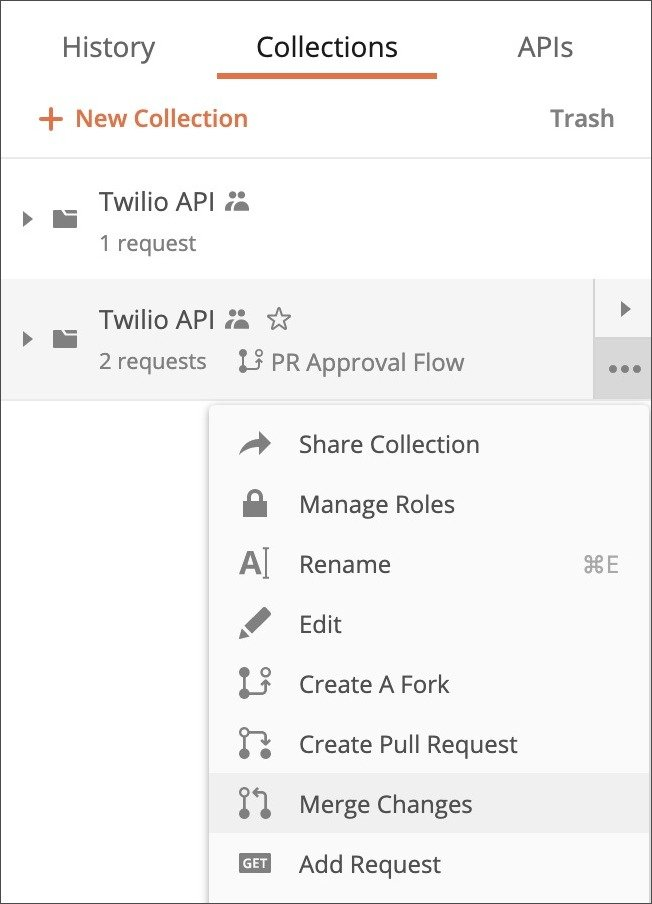 History Collections APIs
+ New Collection Trash
Twilio API
1 request
Twilio API
2 requests PR Approval Flow
Share Collection
Manage Roles
Rename ⌘E
Edit
Create A Fork
Create Pull Request
Merge Changes
GET Add Request